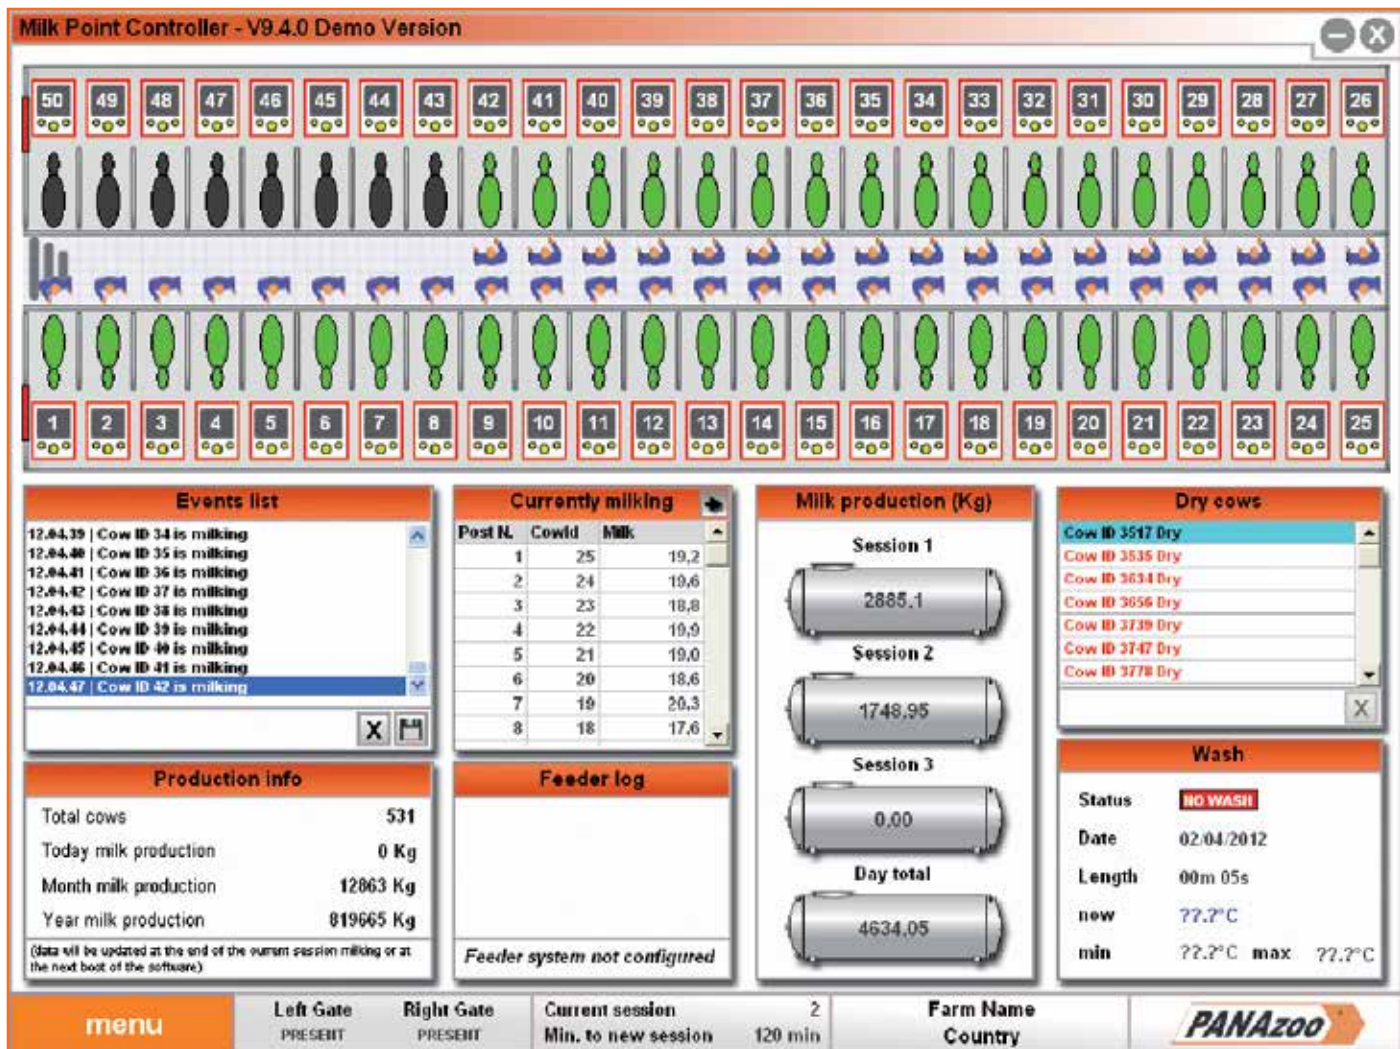 Milk Point Controller - V9.4.0 Demo Version
50 49 48 47 46 45 44 43 42 41 40 39 38 37 36 35 34 33 32 31 30 29 28 27 26
1 2 3 4 5 6 7 8 9 10 11 12 13 14 15 16 17 18 19 20 21 22 23 24 25
Events list
12.04.39 | Cow ID 34 is milking
12.04.40 | Cow ID 35 is milking
12.04.41 | Cow ID 36 is milking
12.04.42 | Cow ID 37 is milking
12.04.43 | Cow ID 38 is milking
12.04.44 | Cow ID 39 is milking
12.04.45 | Cow ID 40 is milking
12.04.46 | Cow ID 41 is milking
12.04.47 | Cow ID 42 is milking
X
Currently milking
Post N. CowId Milk
1 25 19,2
2 24 19,6
3 23 18,8
4 22 19,9
5 21 19,0
6 20 18,6
7 19 20,3
8 18 17,6
Milk production (Kg)
Session 1
2885.1
Session 2
1748.95
Session 3
0.00
Day total
4634.05
Dry cows
Cow ID 3517 Dry
Cow ID 3535 Dry
Cow ID 3634 Dry
Cow ID 3656 Dry
Cow ID 3739 Dry
Cow ID 3747 Dry
Cow ID 3778 Dry
X
Production info
Total cows 531
Today milk production 0 Kg
Month milk production 12863 Kg
Year milk production 819665 Kg
(data will be updated at the end of the current session milking or at
the next boot of the software)
Feeder log
Feeder system not configured
Wash
Status NO WASH
Date 02/04/2012
Length 00m 05s
now ??.?°C
min ??.?°C max ??.?°C
menu
Left Gate Right Gate
PRESENT PRESENT
Current session 2
Min. to new session 120 min
Farm Name
Country
PANAzoo